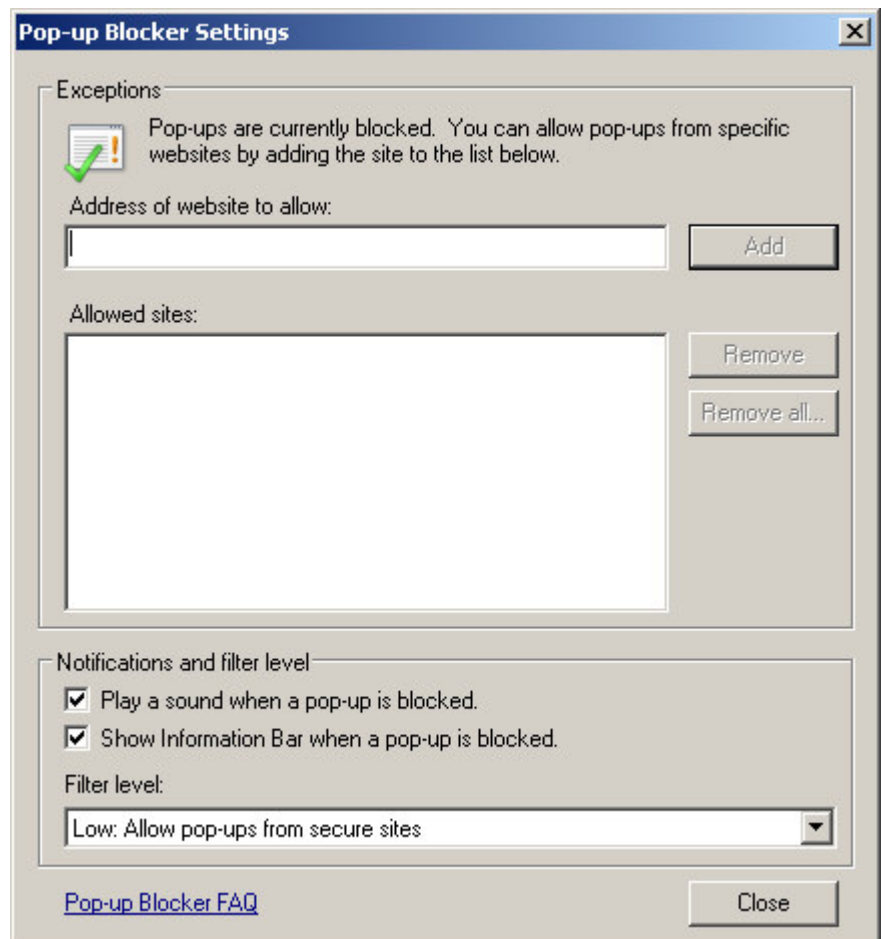 Pop-up Blocker Settings
Exceptions
Pop-ups are currently blocked. You can allow pop-ups from specific
websites by adding the site to the list below.
Address of website to allow:
Add
Allowed sites:
Remove
Remove all...
Notifications and filter level
Play a sound when a pop-up is blocked.
Show Information Bar when a pop-up is blocked.
Filter level:
Low: Allow pop-ups from secure sites
Pop-up Blocker FAQ
Close